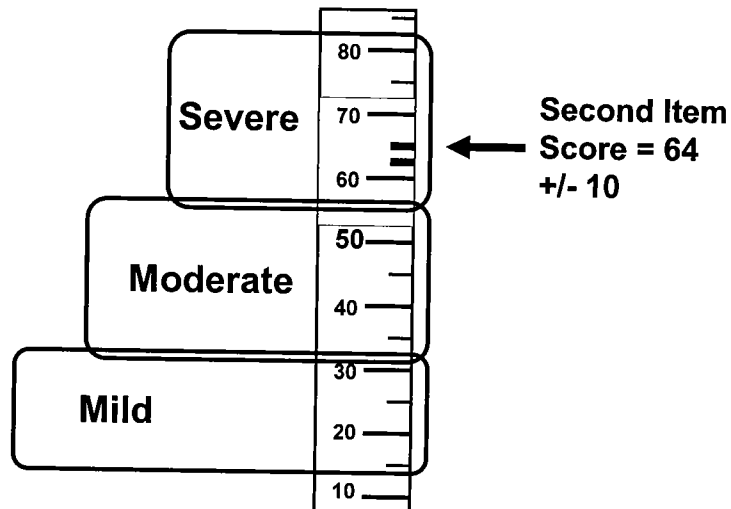 80
Severe
70
Second Item
Score = 64
+/- 10
60
50
Moderate
40
30
Mild
20
10